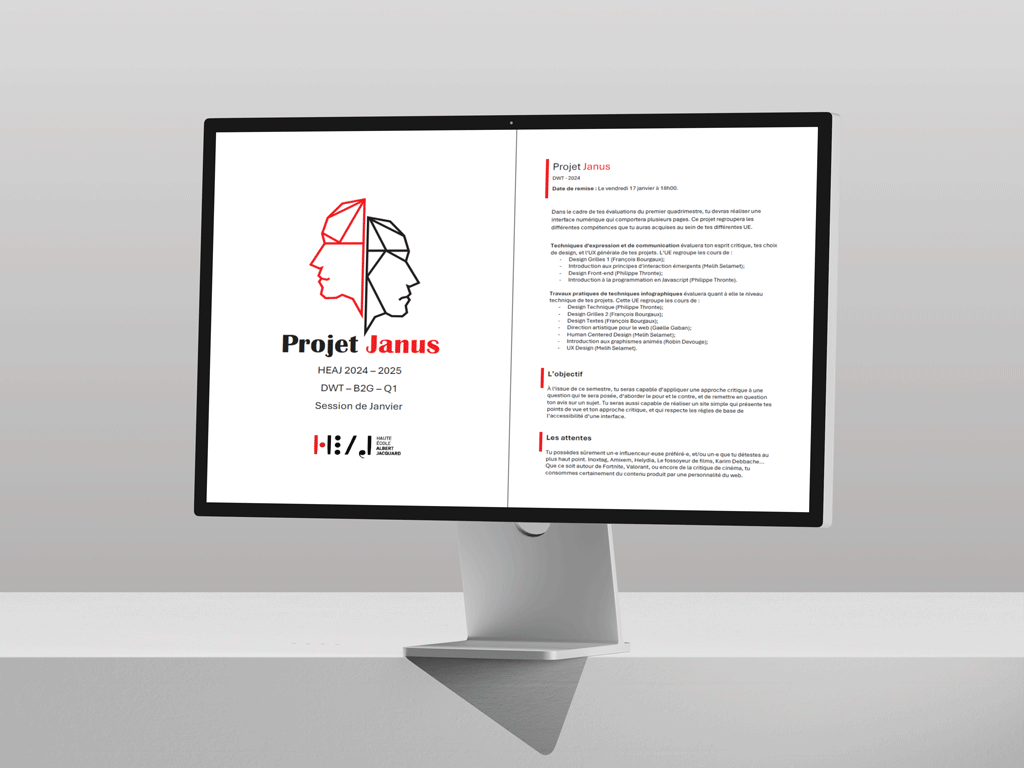 Projet Janus
HEAJ 2024 – 2025
DWT – B2G – Q1
Session de Janvier
HEAJ
HAUTE
ÉCOLE
ALBERT
JACQUARD
Projet Janus
DWT - 2024
Date de remise : Le vendredi 17 janvier à 18h00.
Dans le cadre de tes évaluations du premier quadrimestre, tu devras réaliser une
interface numérique qui comportera plusieurs pages. Ce projet regroupera les
différentes compétences que tu auras acquises au sein de tes différentes UE.
Techniques d'expression et de communication évaluera ton esprit critique, tes choix
de design, et l'UX générale de tes projets. L'UE regroupe les cours de :
- Design Grilles 1 (François Bourgaux);
- Introduction aux principes d'interaction émergents (Melih Selamet);
- Design Front-end (Philippe Thronte);
- Introduction à la programmation en Javascript (Philippe Thronte).
Travaux pratiques de techniques infographiques évaluera quant à elle le niveau
technique de tes projets. Cette UE regroupe les cours de :
- Design Technique (Philippe Thronte);
- Design Grilles 2 (François Bourgaux);
- Design Textes (François Bourgaux);
- Direction artistique pour le web (Gaëlle Gaban);
- Human Centered Design (Melih Selamet);
- Introduction aux graphismes animés (Robin Devouge);
- UX Design (Melih Selamet).
L'objectif
À l'issue de ce semestre, tu seras capable d'appliquer une approche critique à une
question qui te sera posée, d'aborder le pour et le contre, et de remettre en question
ton avis sur un sujet. Tu seras aussi capable de réaliser un site simple qui présente tes
points de vue et ton approche critique, et qui respecte les règles de base de
l'accessibilité d'une interface.
Les attentes
Tu possèdes sûrement un·e influenceur·euse préféré·e, et/ou un·e que tu détestes au
plus haut point. Inoxtag, Amixem, Helydia, Le fossoyeur de films, Karim Debbache...
Que ce soit autour de Fortnite, Valorant, ou encore de la critique de cinéma, tu
consommes certainement du contenu produit par une personnalité du web.